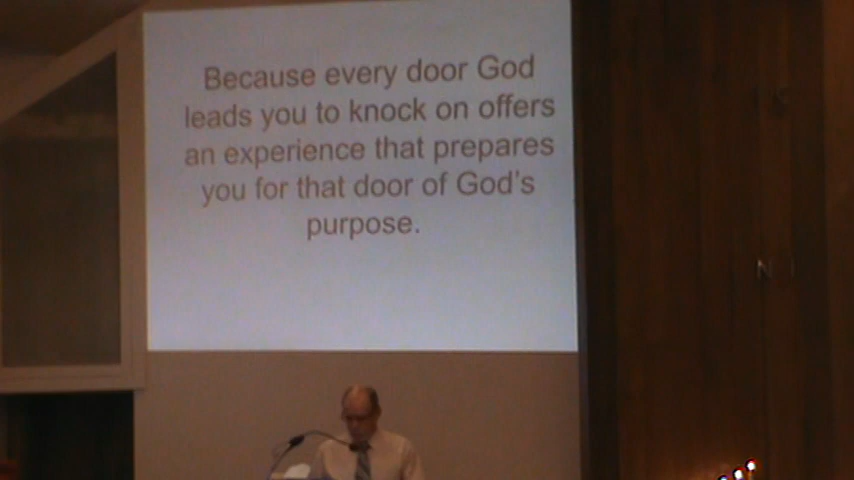 Because every door God
leads you to knock on offers
an experience that prepares
you for that door of God's
purpose.